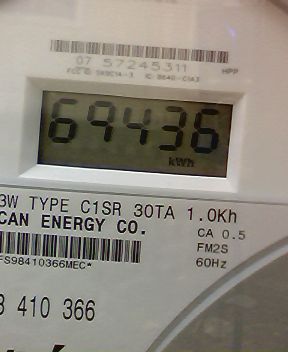 07 57245311
HPP
69436
kWh
3W TYPE C1SR 30TA 1.0Kh
CAN ENERGY CO.
CA 0.5
FM2S
60Hz
FS98410366MEC*
410 366